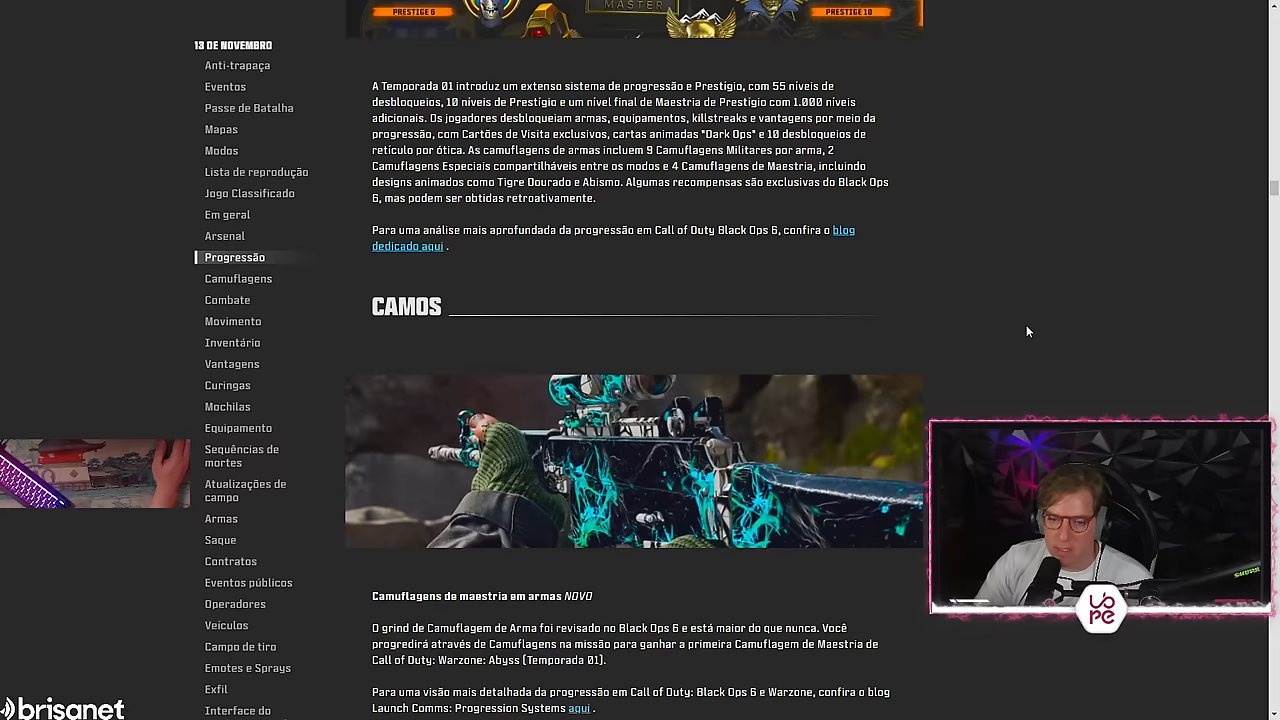 PRESTIGE 6
MASTER
PRESTIGE 10
13 DE NOVEMBRO
Anti-trapaça
Eventos
Passe de Batalha
Mapas
Modos
Lista de reprodução
Jogo Classificado
Em geral
Arsenal
Progressão
Camuflagens
Combate
Movimento
Inventário
Vantagens
Curingas
Mochilas
Equipamento
Sequências de
mortes
Atualizações de
campo
Armas
Saque
Contratos
Eventos públicos
Operadores
Veículos
Campo de tiro
Emotes e Sprays
Exfil
Interface do
A Temporada 01 introduz um extenso sistema de progressão e Prestígio, com 55 níveis de
desbloqueios, 10 níveis de Prestígio e um nível final de Maestria de Prestígio com 1.000 níveis
adicionais. Os jogadores desbloqueiam armas, equipamentos, killstreaks e vantagens por meio da
progressão, com Cartões de Visita exclusivos, cartas animadas "Dark Ops" e 10 desbloqueios de
retículo por ótica. As camuflagens de armas incluem 9 Camuflagens Militares por arma, 2
Camuflagens Especiais compartilháveis entre os modos e 4 Camuflagens de Maestria, incluindo
designs animados como Tigre Dourado e Abismo. Algumas recompensas são exclusivas do Black Ops
6, mas podem ser obtidas retroativamente.
Para uma análise mais aprofundada da progressão em Call of Duty Black Ops 6, confira o blog
dedicado aqui .
CAMOS
Camuflagens de maestria em armas NOVO
O grind de Camuflagem de Arma foi revisado no Black Ops 6 e está maior do que nunca. Você
progredirá através de Camuflagens na missão para ganhar a primeira Camuflagem de Maestria de
Call of Duty: Warzone: Abyss (Temporada 01).
Para uma visão mais detalhada da progressão em Call of Duty: Black Ops 6 e Warzone, confira o blog
Launch Comms: Progression Systems aqui .
SHURE
brisanet